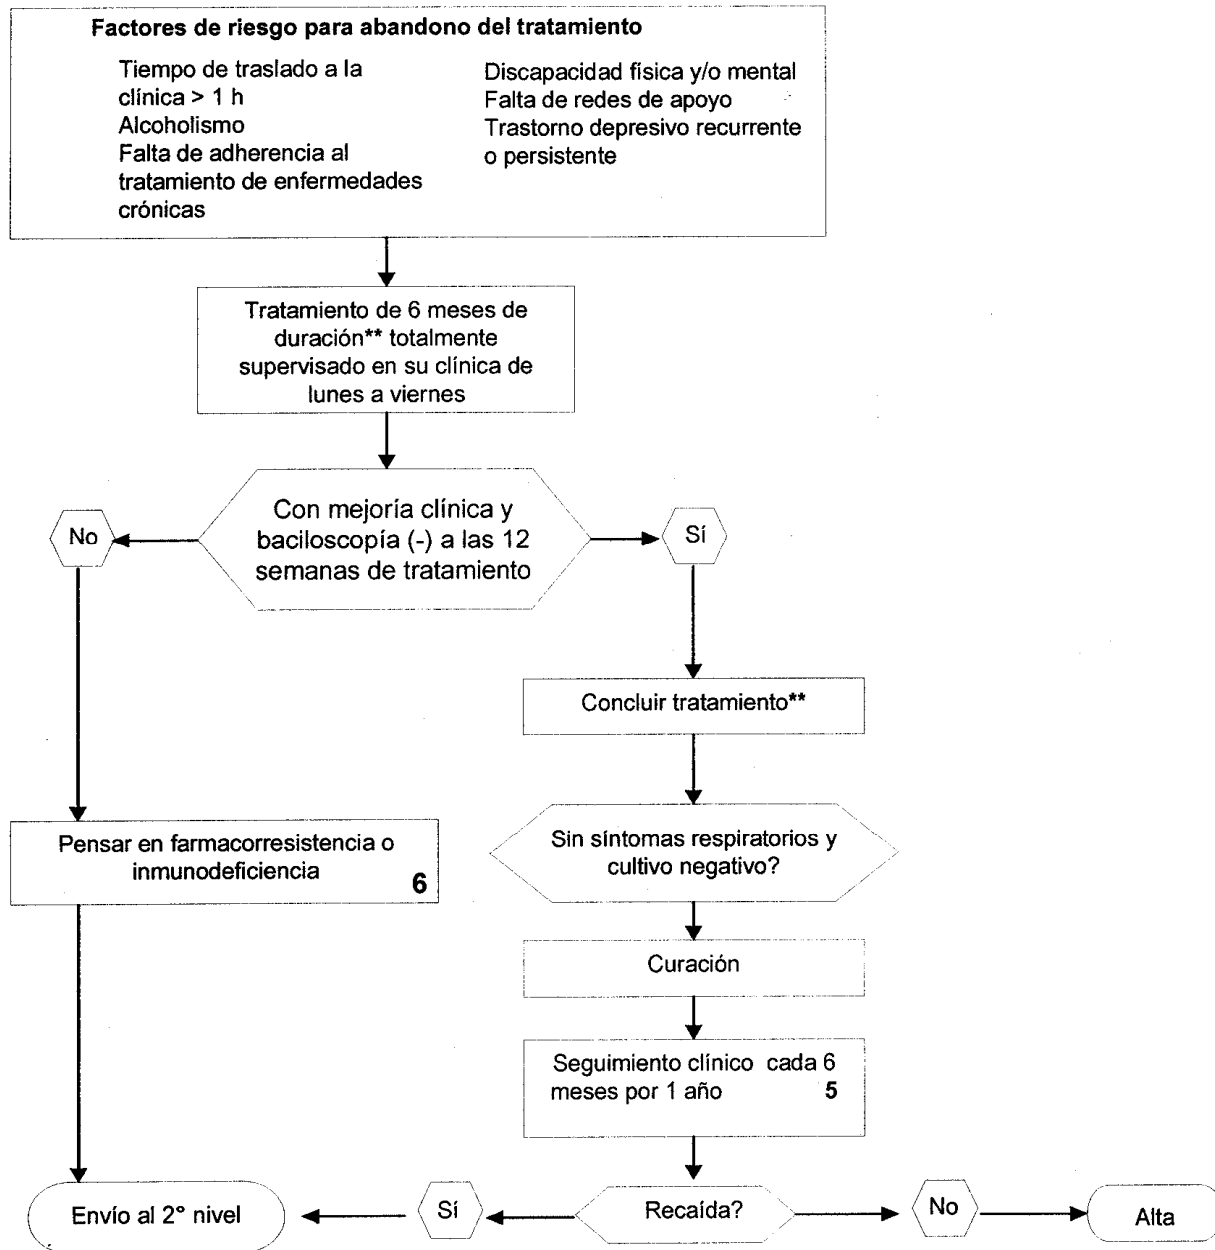 Factores de riesgo para abandono del tratamiento
Tiempo de traslado a la
clínica > 1 h
Alcoholismo
Falta de adherencia al
tratamiento de enfermedades
crónicas
Discapacidad física y/o mental
Falta de redes de apoyo
Trastorno depresivo recurrente
o persistente
Tratamiento de 6 meses de
duración** totalmente
supervisado en su clínica de
lunes a viernes
Con mejoría clínica y
baciloscopía (-) a las 12
semanas de tratamiento
No
Sí
Concluir tratamiento**
Pensar en farmacorresistencia o
inmunodeficiencia 6
Sin síntomas respiratorios y
cultivo negativo?
Curación
Seguimiento clínico cada 6
meses por 1 año 5
Envío al 2° nivel
Sí
Recaída?
No
Alta